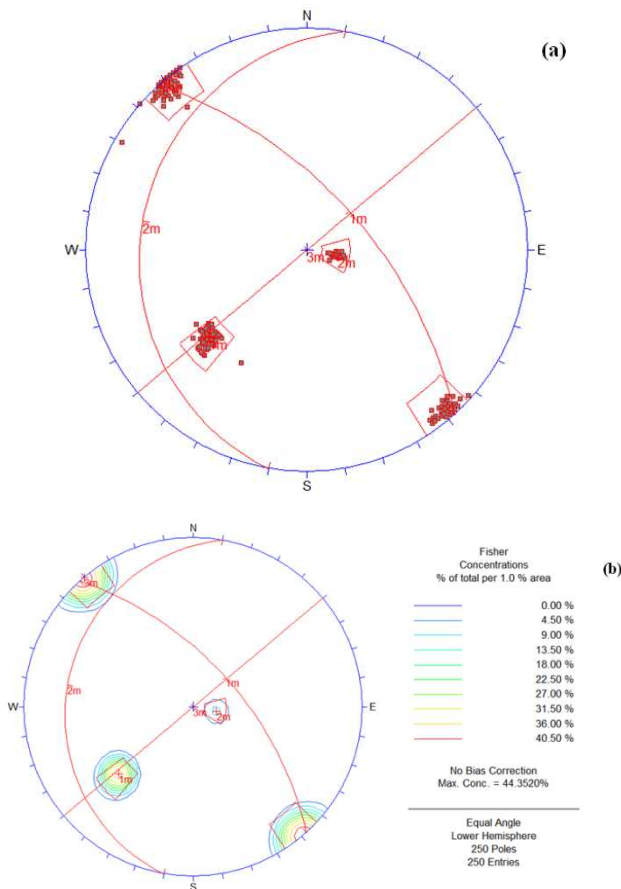 N
(a)
1m
2m
W
E
3m
2m
1m
S
N
3m
1m
2m
W
E
3m
2m
1m
S
Fisher
Concentrations
% of total per 1.0 % area
(b)
0.00 %
4.50 %
9.00 %
13.50 %
18.00 %
22.50 %
27.00 %
31.50 %
36.00 %
40.50 %
No Bias Correction
Max. Conc. = 44.3520%
Equal Angle
Lower Hemisphere
250 Poles
250 Entries